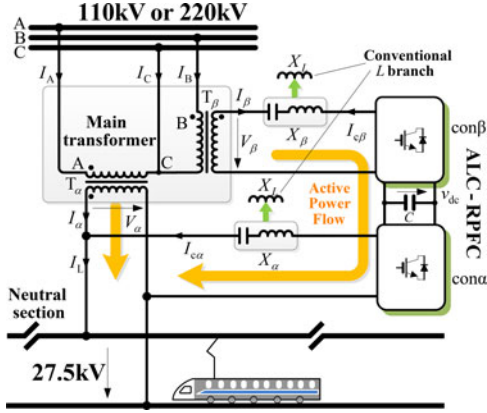 110kV or 220kV
A
B
C
I_A
I_C
I_B
X_L
Conventional
L branch
Main
transformer
T_β
I_β
X_β
I_cβ
conβ
B
V_β
A
C
T_α
X_L
Active
Power
Flow
v_dc
C
ALC-RPFC
I_α
V_α
I_cα
X_α
I_L
conα
Neutral
section
27.5kV